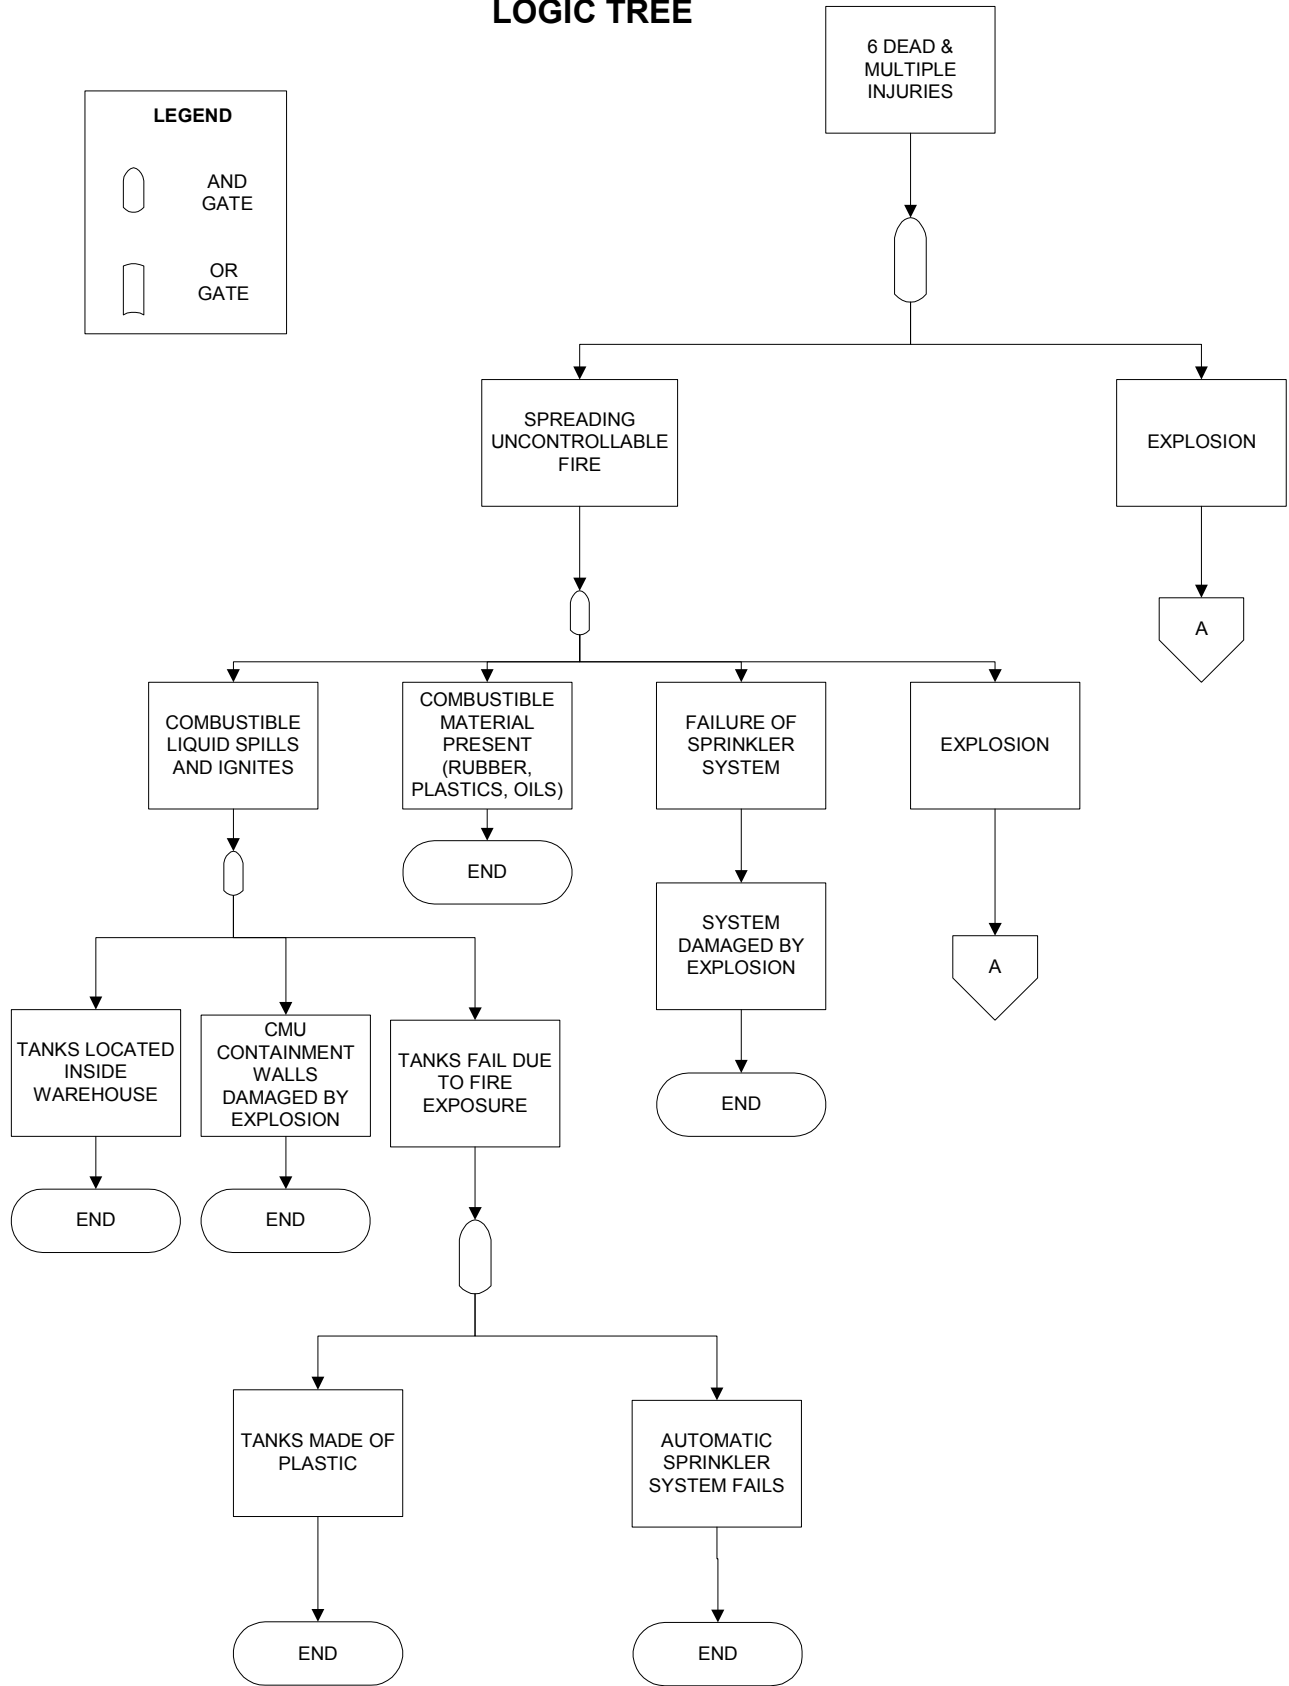 LOGIC TREE
6 DEAD &
MULTIPLE
INJURIES
LEGEND
AND
GATE
OR
GATE
SPREADING
UNCONTROLLABLE
FIRE
EXPLOSION
A
COMBUSTIBLE
LIQUID SPILLS
AND IGNITES
COMBUSTIBLE
MATERIAL
PRESENT
(RUBBER,
PLASTICS, OILS)
FAILURE OF
SPRINKLER
SYSTEM
EXPLOSION
END
SYSTEM
DAMAGED BY
EXPLOSION
A
TANKS LOCATED
INSIDE
WAREHOUSE
CMU
CONTAINMENT
WALLS
DAMAGED BY
EXPLOSION
TANKS FAIL DUE
TO FIRE
EXPOSURE
END
END
END
TANKS MADE OF
PLASTIC
AUTOMATIC
SPRINKLER
SYSTEM FAILS
END
END